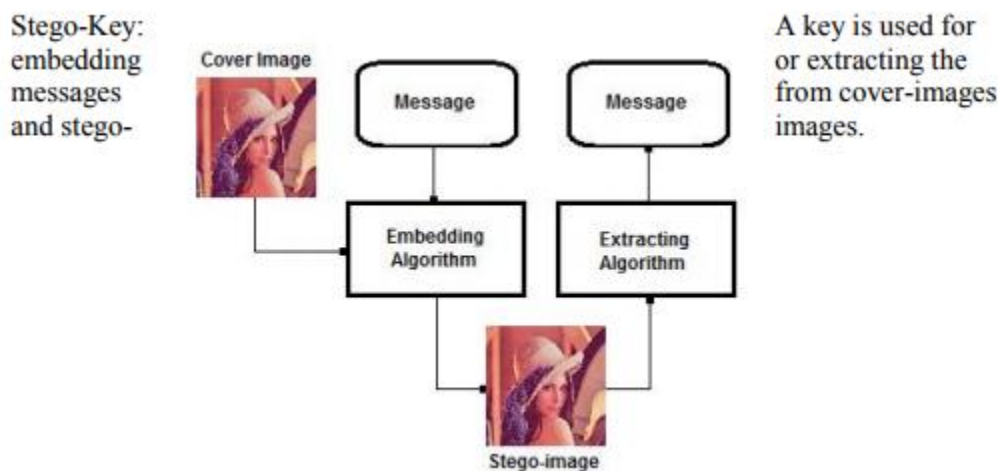 Stego-Key:
embedding
messages
and stego-
A key is used for
or extracting the
from cover-images
images.
Cover Image
Message
Message
Embedding
Algorithm
Extracting
Algorithm
Stego-image